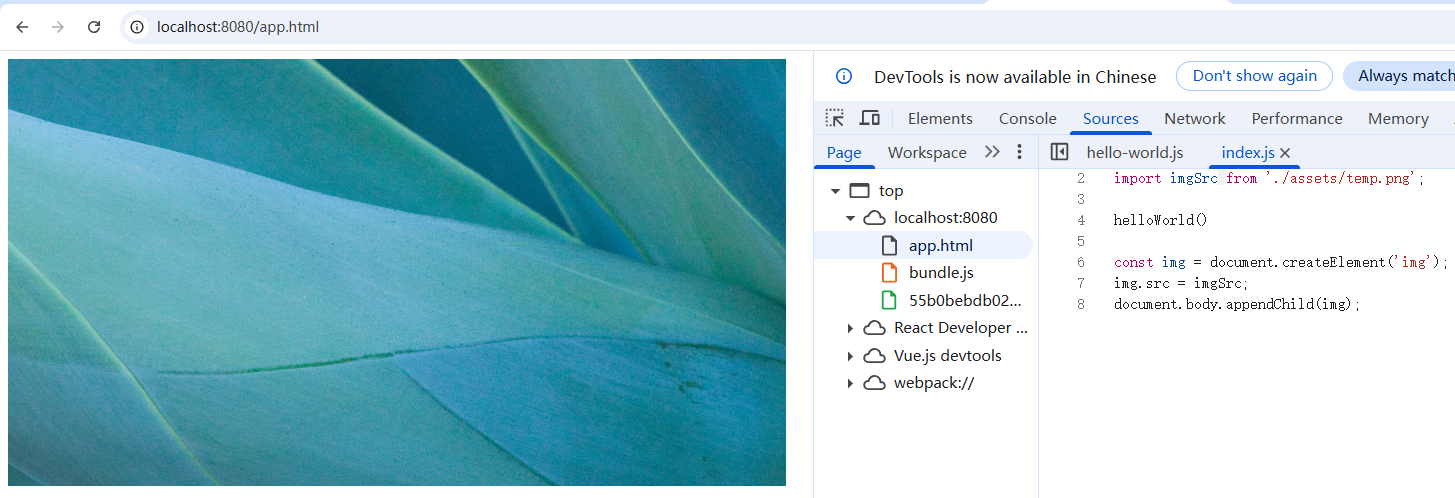 localhost:8080/app.html
DevTools is now available in Chinese
Don't show again
Always match
Elements
Console
Sources
Network
Performance
Memory
Page
Workspace
hello-world.js
index.js
top
localhost:8080
app.html
bundle.js
55b0bebdb02...
React Developer ...
Vue.js devtools
webpack://
2 import imgSrc from './assets/temp.png';
3
4 helloWorld()
5
6 const img = document.createElement('img');
7 img.src = imgSrc;
8 document.body.appendChild(img);